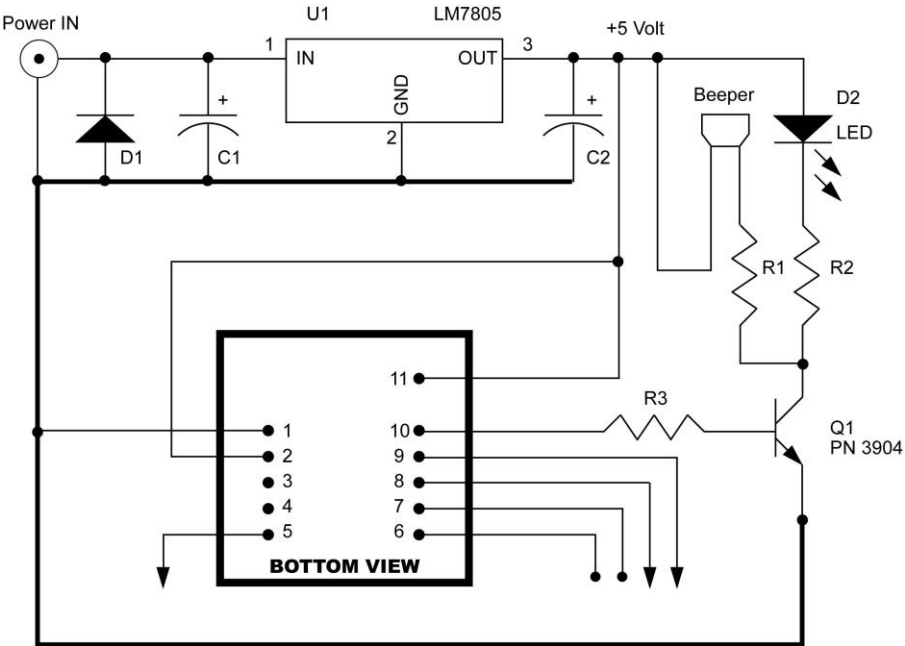 U1
LM7805
Power IN
+5 Volt
1
IN
OUT
3
GND
2
+
D1
C1
+
C2
Beeper
D2
LED
R1
R2
11
R3
1
10
Q1
PN 3904
2
9
3
8
4
7
5
6
BOTTOM VIEW